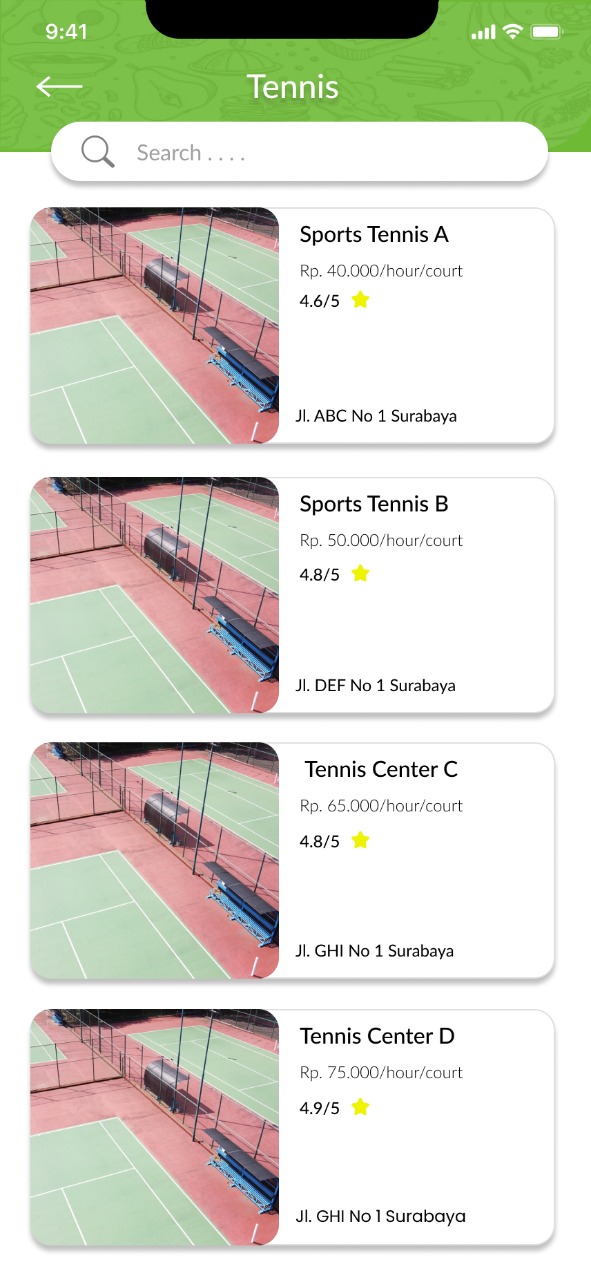 9:41
Tennis
Search . . . .
Sports Tennis A
Rp. 40.000/hour/court
4.6/5
Jl. ABC No 1 Surabaya
Sports Tennis B
Rp. 50.000/hour/court
4.8/5
Jl. DEF No 1 Surabaya
Tennis Center C
Rp. 65.000/hour/court
4.8/5
Jl. GHI No 1 Surabaya
Tennis Center D
Rp. 75.000/hour/court
4.9/5
Jl. GHI No 1 Surabaya